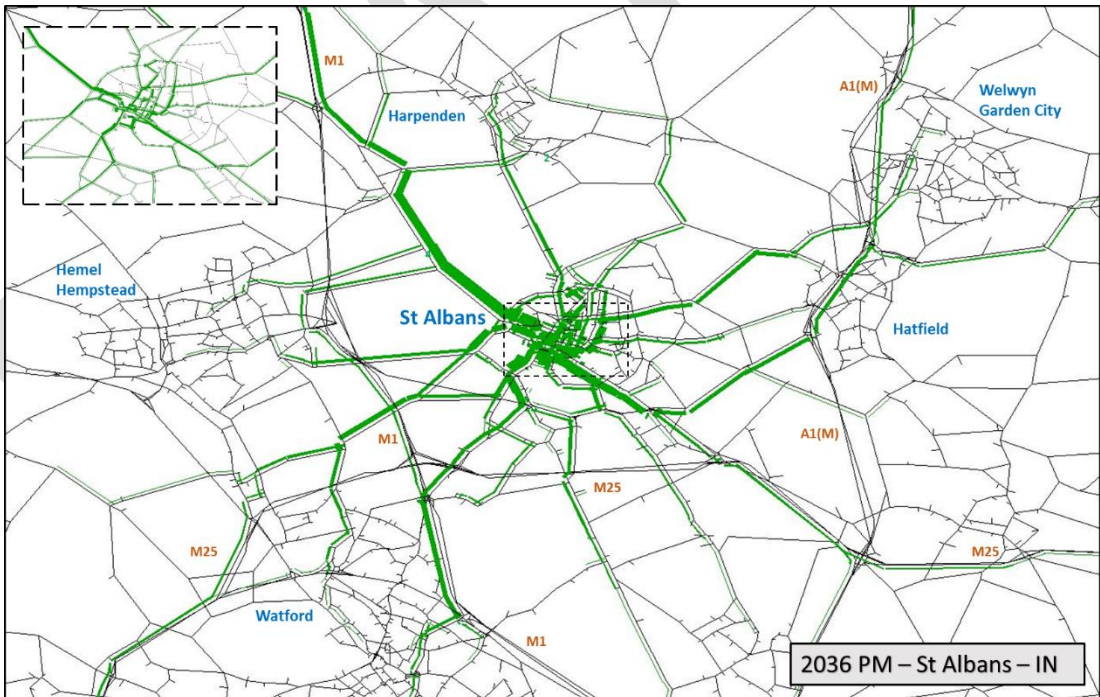 M1
A1(M)
Welwyn
Garden City
Harpenden
2
Hemel
Hempstead
St Albans
Hatfield
M1
A1(M)
M25
M25
M25
Watford
M1
2036 PM – St Albans – IN